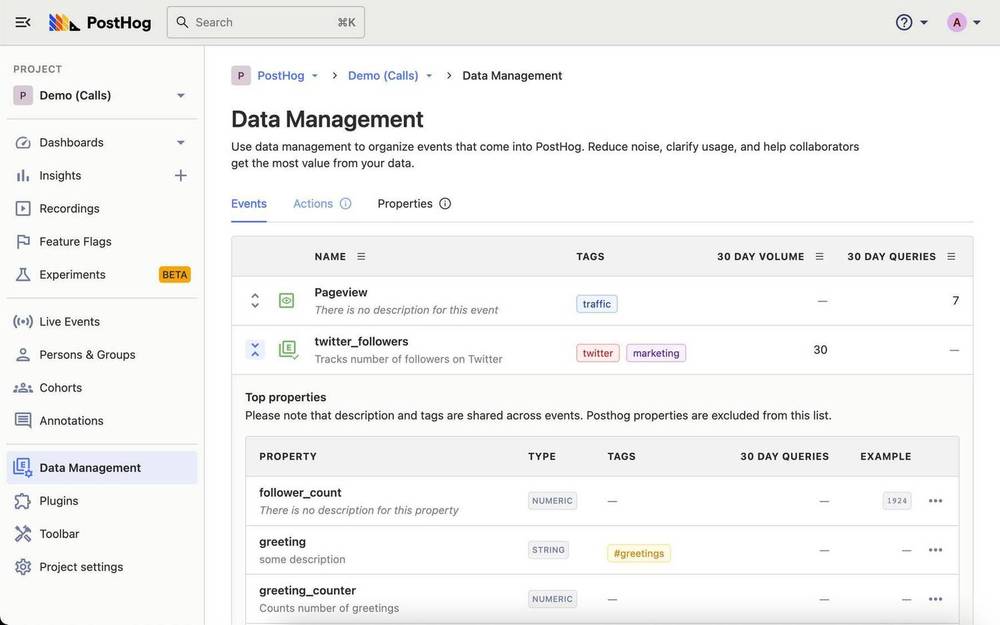 PostHog
Search ⌘K
A
PROJECT
P Demo (Calls)
Dashboards
Insights
Recordings
Feature Flags
Experiments BETA
Live Events
Persons & Groups
Cohorts
Annotations
Data Management
Plugins
Toolbar
Project settings
P PostHog > Demo (Calls) > Data Management
Data Management
Use data management to organize events that come into PostHog. Reduce noise, clarify usage, and help collaborators
get the most value from your data.
Events Actions Properties
NAME TAGS 30 DAY VOLUME 30 DAY QUERIES
Pageview
There is no description for this event
traffic — 7
E twitter_followers
Tracks number of followers on Twitter
twitter marketing 30 —
Top properties
Please note that description and tags are shared across events. Posthog properties are excluded from this list.
PROPERTY TYPE TAGS 30 DAY QUERIES EXAMPLE
follower_count
There is no description for this property
NUMERIC — — 1924
greeting
some description
STRING #greetings — —
greeting_counter
Counts number of greetings
NUMERIC — — —